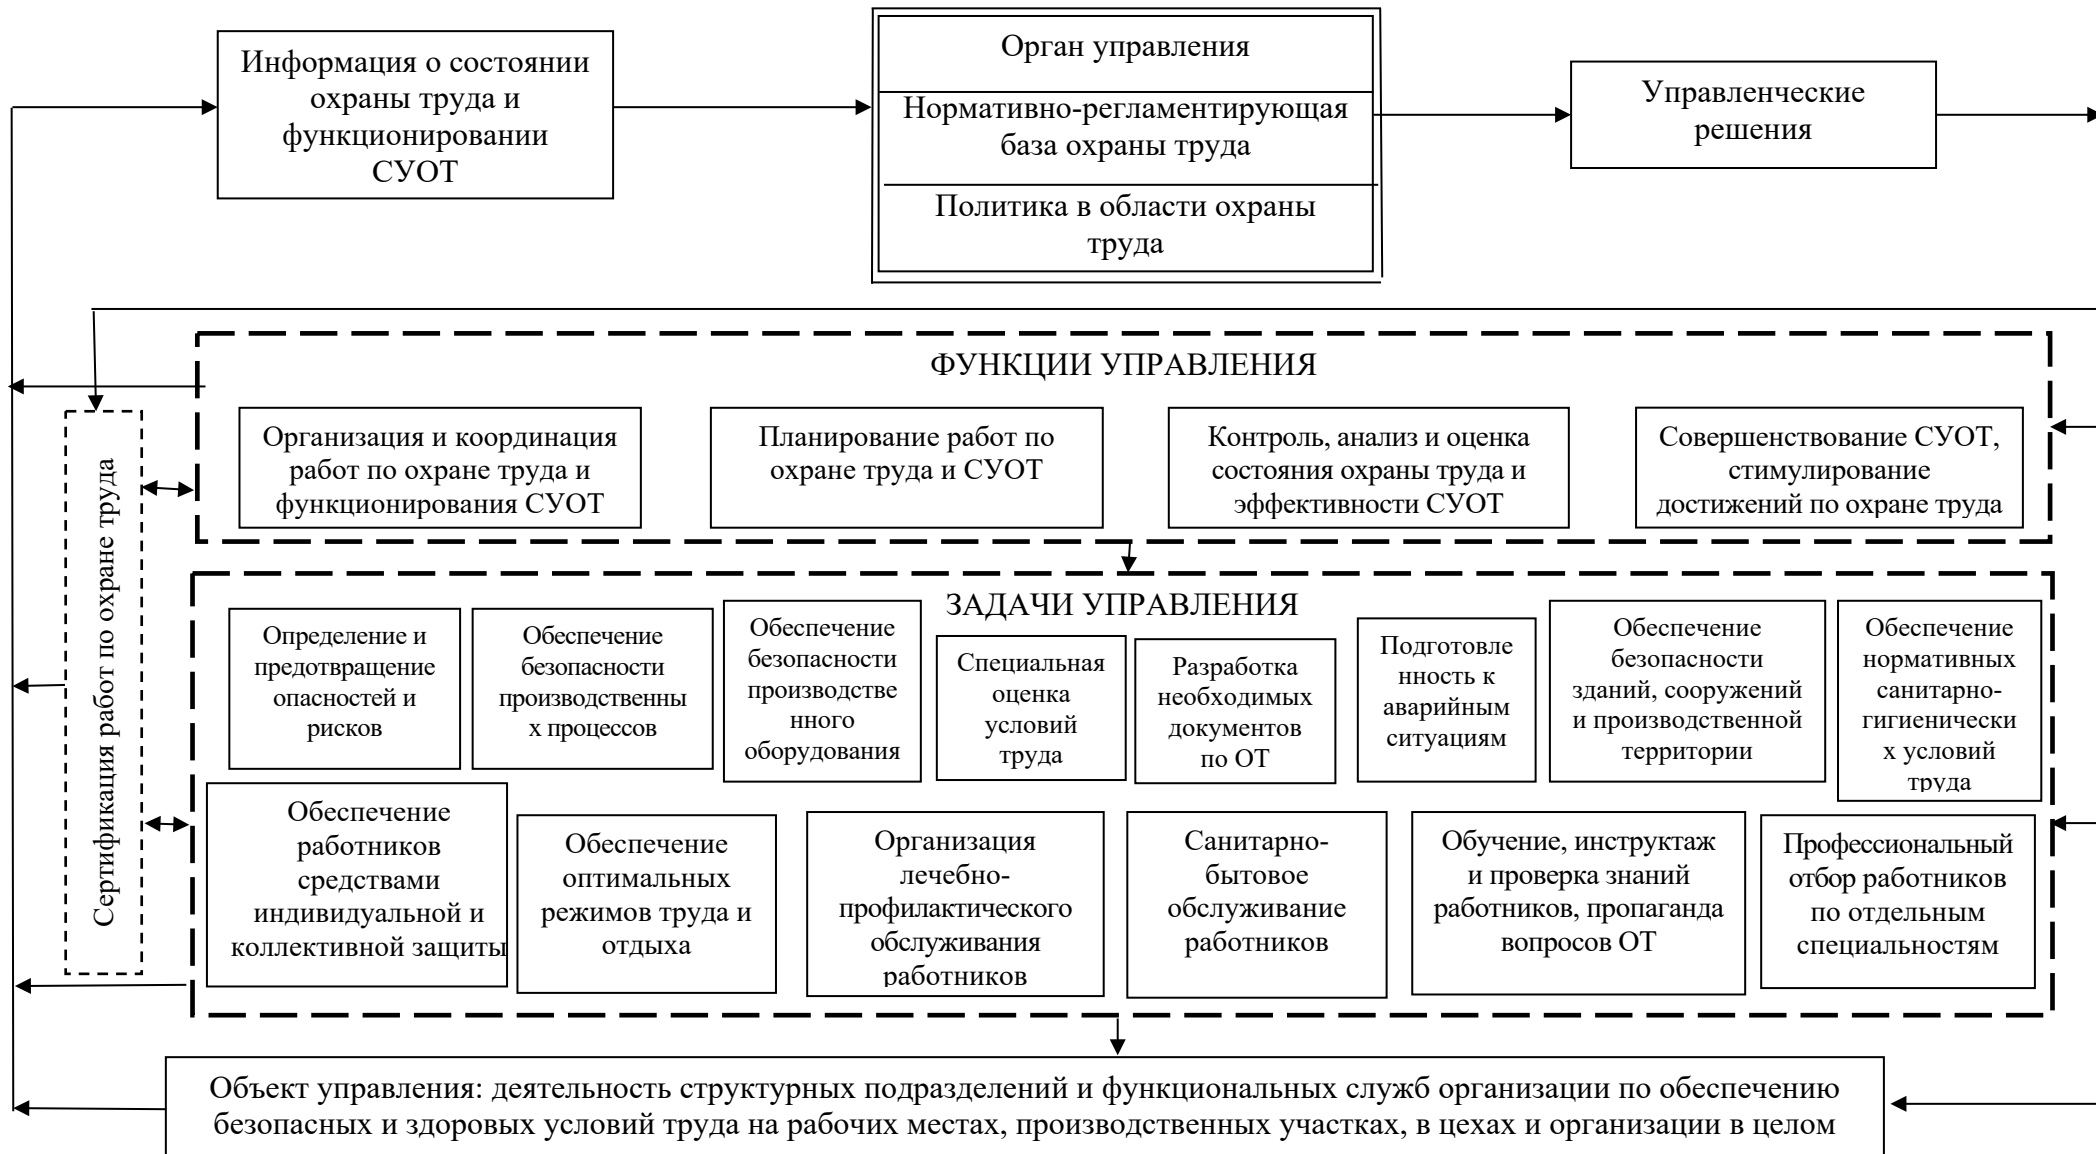 Информация о состоянии
охраны труда и
функционировании
СУОТ
Орган управления
Нормативно-регламентирующая
база охраны труда
Политика в области охраны
труда
Управленческие
решения
ФУНКЦИИ УПРАВЛЕНИЯ
Организация и координация
работ по охране труда и
функционирования СУОТ
Планирование работ по
охране труда и СУОТ
Контроль, анализ и оценка
состояния охраны труда и
эффективности СУОТ
Совершенствование СУОТ,
стимулирование
достижений по охране труда
Сертификация работ по охране труда
ЗАДАЧИ УПРАВЛЕНИЯ
Определение и
предотвращение
опасностей и
рисков
Обеспечение
безопасности
производственны
х процессов
Обеспечение
безопасности
производстве
нного
оборудования
Специальная
оценка
условий
труда
Разработка
необходимых
документов
по ОТ
Подготовле
нность к
аварийным
ситуациям
Обеспечение
безопасности
зданий, сооружений
и производственной
территории
Обеспечение
нормативных
санитарно-
гигиенически
х условий
труда
Обеспечение
работников
средствами
индивидуальной и
коллективной защиты
Обеспечение
оптимальных
режимов труда и
отдыха
Организация
лечебно-
профилактического
обслуживания
работников
Санитарно-
бытовое
обслуживание
работников
Обучение, инструктаж
и проверка знаний
работников, пропаганда
вопросов ОТ
Профессиональный
отбор работников
по отдельным
специальностям
Объект управления: деятельность структурных подразделений и функциональных служб организации по обеспечению
безопасных и здоровых условий труда на рабочих местах, производственных участках, в цехах и организации в целом